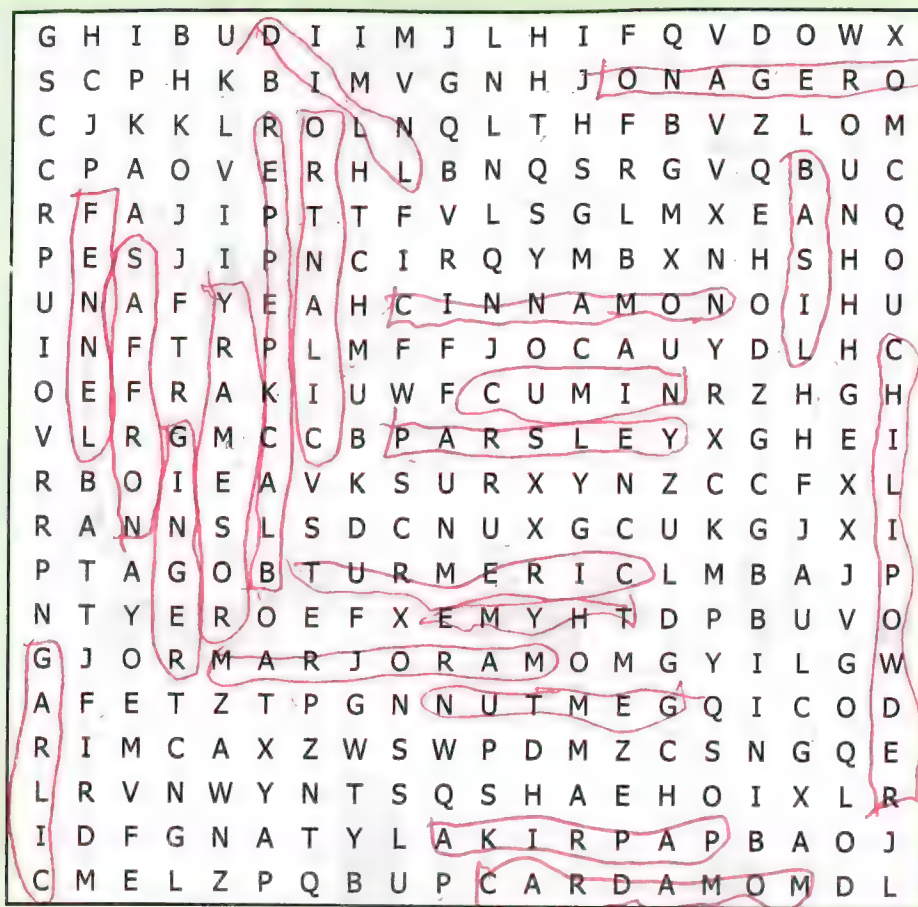 G H I B U D I I M J L H I F Q V D O W X
S C P H K B I M V G N H J O N A G E R O
C J K K L R O L N Q L T H F B V Z L O M
C P A O V E R H L B N Q S R G V Q B U C
R F A J I P T T F V L S G L M X E A N Q
P E S J I P N C I R Q Y M B X N H S H O
U N A F Y E A H C I N N A M O N O I H U
I N F T R P L M F F J O C A U Y D L H C
O E F R A K I U W F C U M I N R Z H G H
V L R G M C C B P A R S L E Y X G H E I
R B O I E A V K S U R X Y N Z C C F X L
R A N N S L S D C N U X G C U K G J X I
P T A G O B T U R M E R I C L M B A J P
N T Y E R O E F X E M Y H T D P B U V O
G J O R M A R J O R A M O M G Y I L G W
A F E T Z T P G N N U T M E G Q I C O D
R I M C A X Z W S W P D M Z C S N G Q E
L R V N W Y N T S Q S H A E H O I X L R
I D F G N A T Y L A K I R P A P B A O J
C M E L Z P Q B U P C A R D A M O M D L